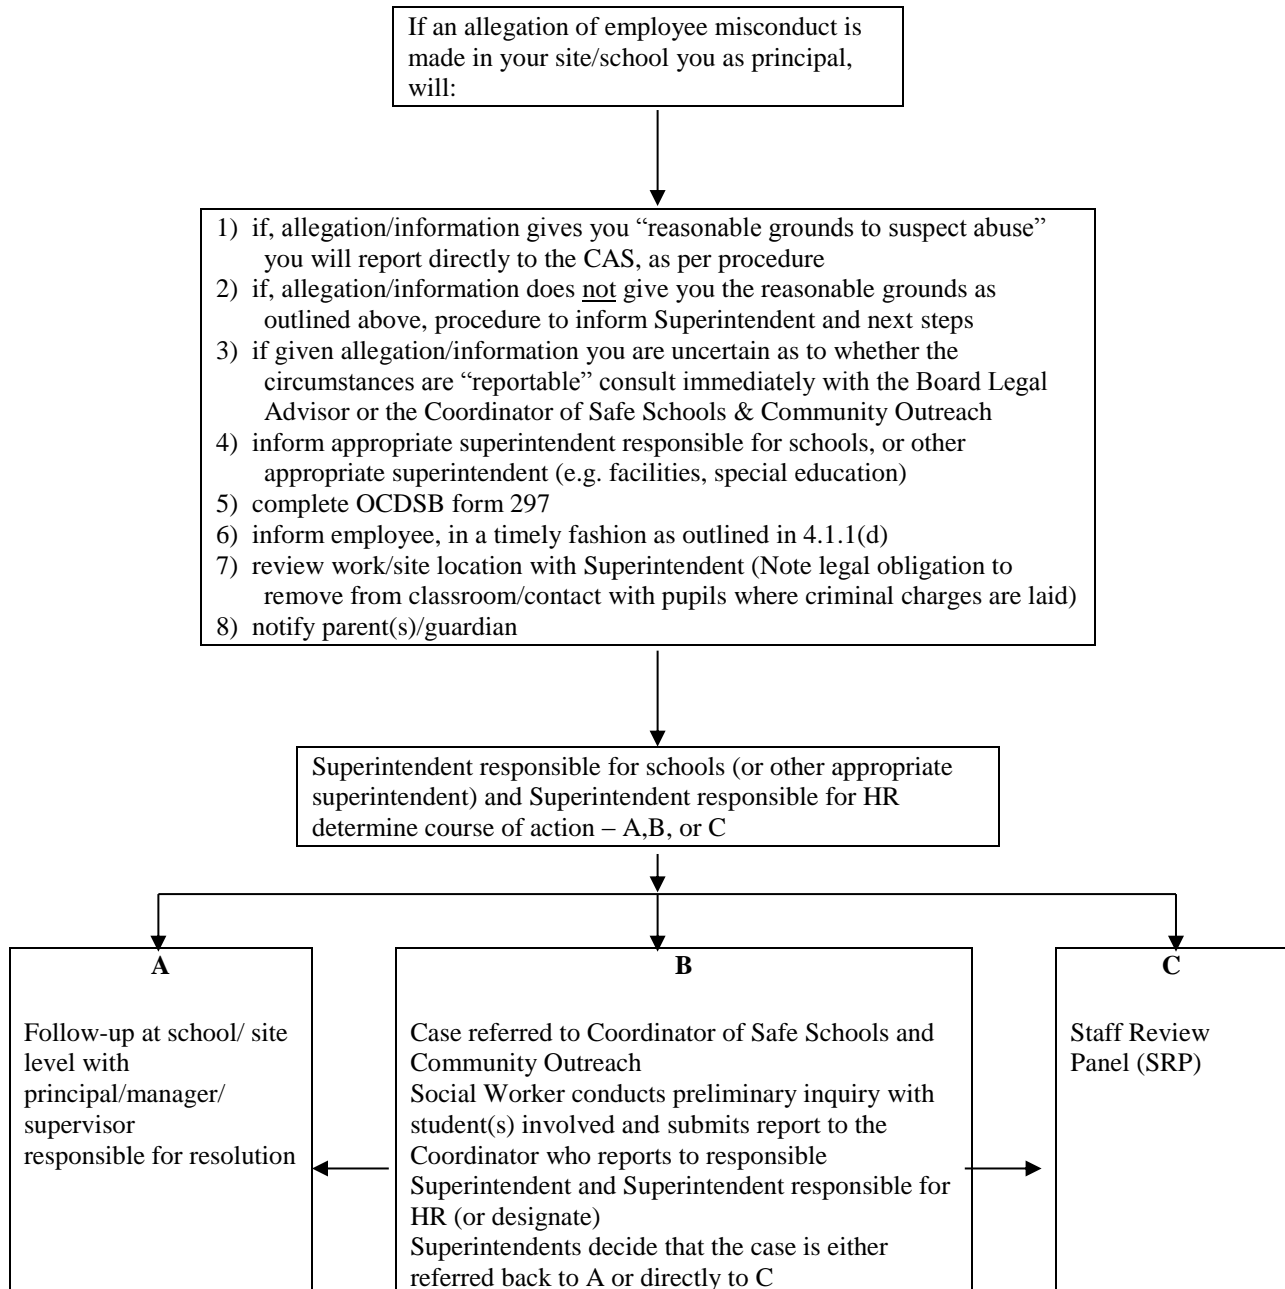 If an allegation of employee misconduct is
made in your site/school you as principal,
will:
1) if, allegation/information gives you “reasonable grounds to suspect abuse”
you will report directly to the CAS, as per procedure
2) if, allegation/information does not give you the reasonable grounds as
outlined above, procedure to inform Superintendent and next steps
3) if given allegation/information you are uncertain as to whether the
circumstances are “reportable” consult immediately with the Board Legal
Advisor or the Coordinator of Safe Schools & Community Outreach
4) inform appropriate superintendent responsible for schools, or other
appropriate superintendent (e.g. facilities, special education)
5) complete OCDSB form 297
6) inform employee, in a timely fashion as outlined in 4.1.1(d)
7) review work/site location with Superintendent (Note legal obligation to
remove from classroom/contact with pupils where criminal charges are laid)
8) notify parent(s)/guardian
Superintendent responsible for schools (or other appropriate
superintendent) and Superintendent responsible for HR
determine course of action – A,B, or C
A
Follow-up at school/ site
level with
principal/manager/
supervisor
responsible for resolution
B
Case referred to Coordinator of Safe Schools and
Community Outreach
Social Worker conducts preliminary inquiry with
student(s) involved and submits report to the
Coordinator who reports to responsible
Superintendent and Superintendent responsible for
HR (or designate)
Superintendents decide that the case is either
referred back to A or directly to C
C
Staff Review
Panel (SRP)